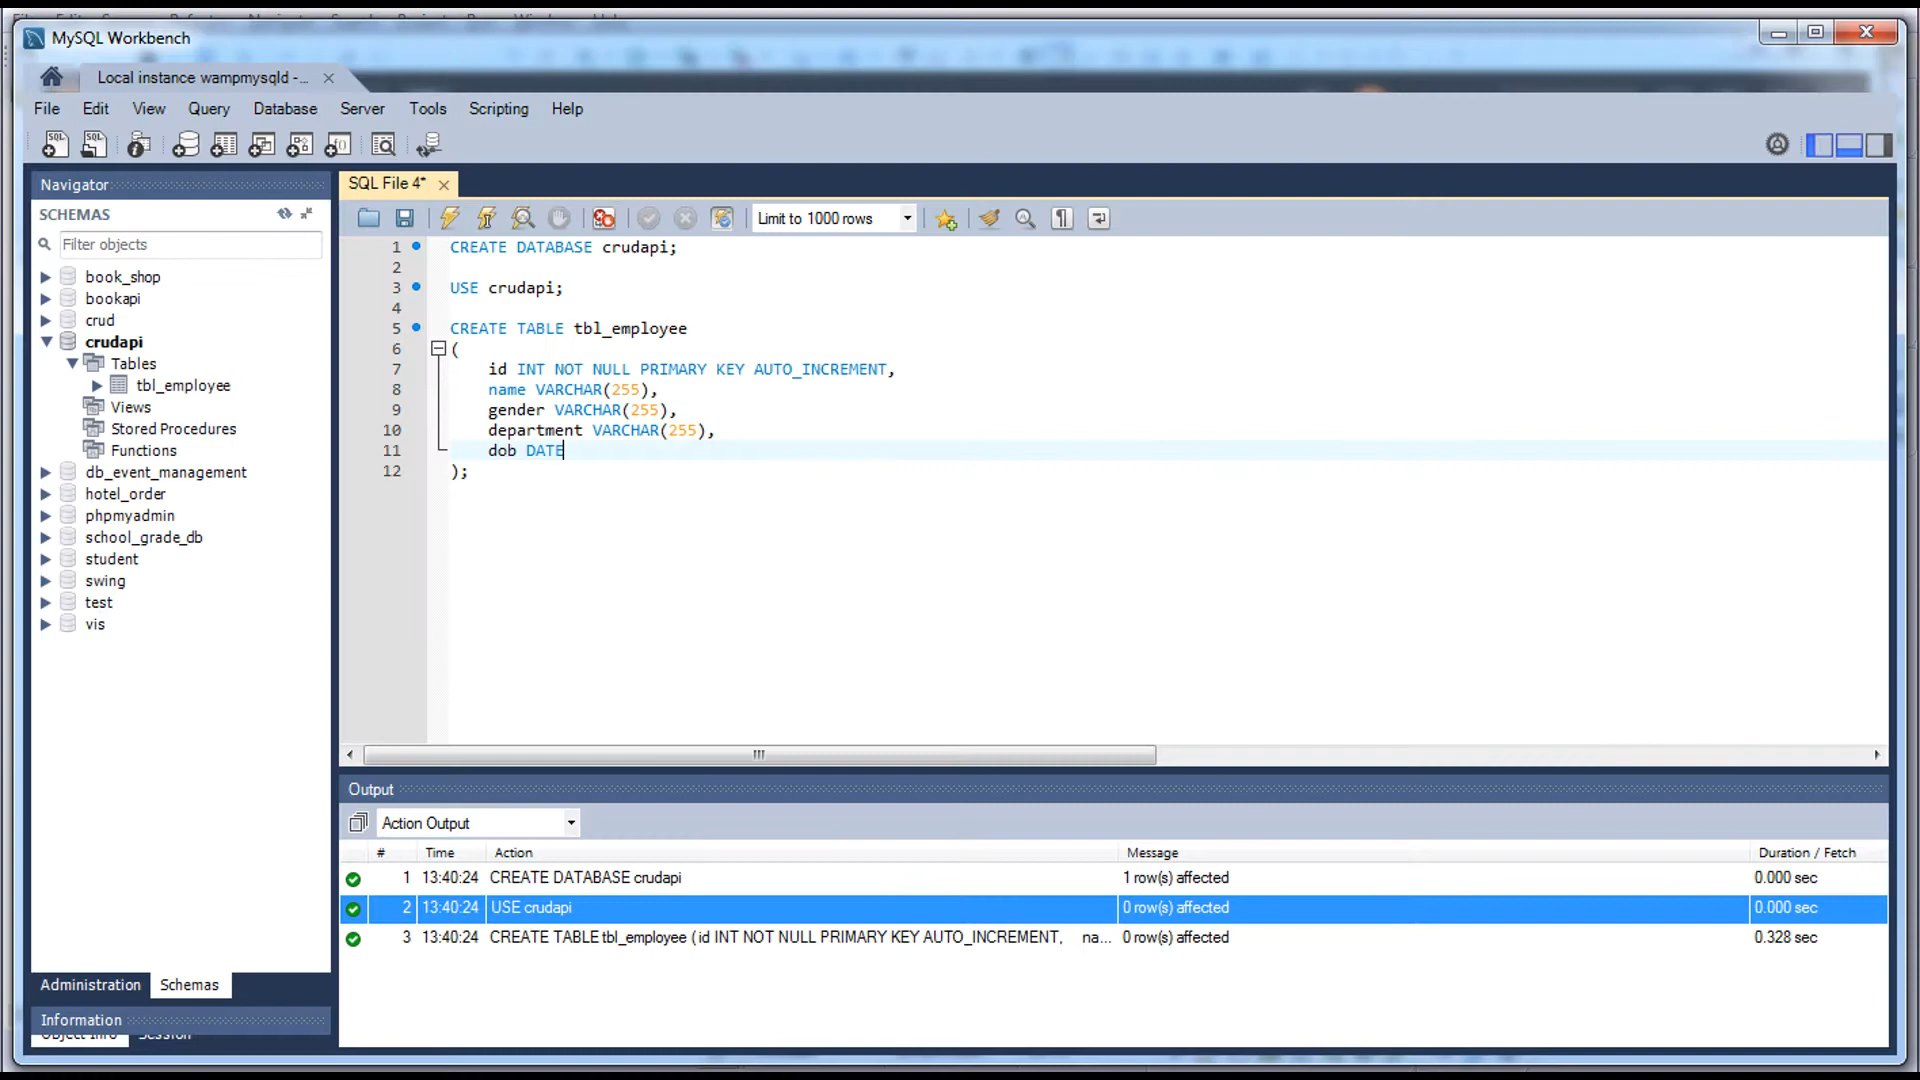 MySQL Workbench
Local instance wampmysqld -...
File Edit View Query Database Server Tools Scripting Help
Navigator
SCHEMAS
Filter objects
book_shop
bookapi
crud
crudapi
Tables
tbl_employee
Views
Stored Procedures
Functions
db_event_management
hotel_order
phpmyadmin
school_grade_db
student
swing
test
vis
Administration Schemas
Information
Object Info Session
SQL File 4*
Limit to 1000 rows
1 CREATE DATABASE crudapi;
2
3 USE crudapi;
4
5 CREATE TABLE tbl_employee
6 (
7 id INT NOT NULL PRIMARY KEY AUTO_INCREMENT,
8 name VARCHAR(255),
9 gender VARCHAR(255),
10 department VARCHAR(255),
11 dob DATE
12 );
Output
Action Output
# Time Action Message Duration / Fetch
1 13:40:24 CREATE DATABASE crudapi 1 row(s) affected 0.000 sec
2 13:40:24 USE crudapi 0 row(s) affected 0.000 sec
3 13:40:24 CREATE TABLE tbl_employee ( id INT NOT NULL PRIMARY KEY AUTO_INCREMENT, na... 0 row(s) affected 0.328 sec